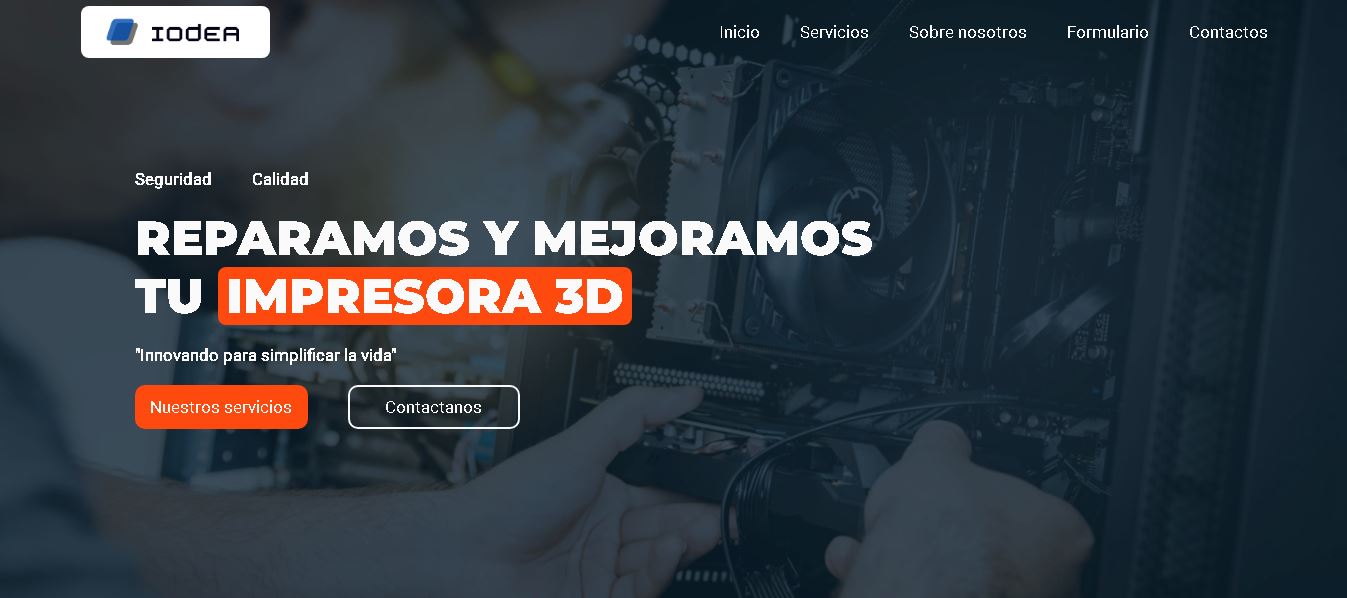 IODEA
Inicio Servicios Sobre nosotros Formulario Contactos
Seguridad Calidad
REPARAMOS Y MEJORAMOS
TU IMPRESORA 3D
"Innovando para simplificar la vida"
Nuestros servicios Contactanos